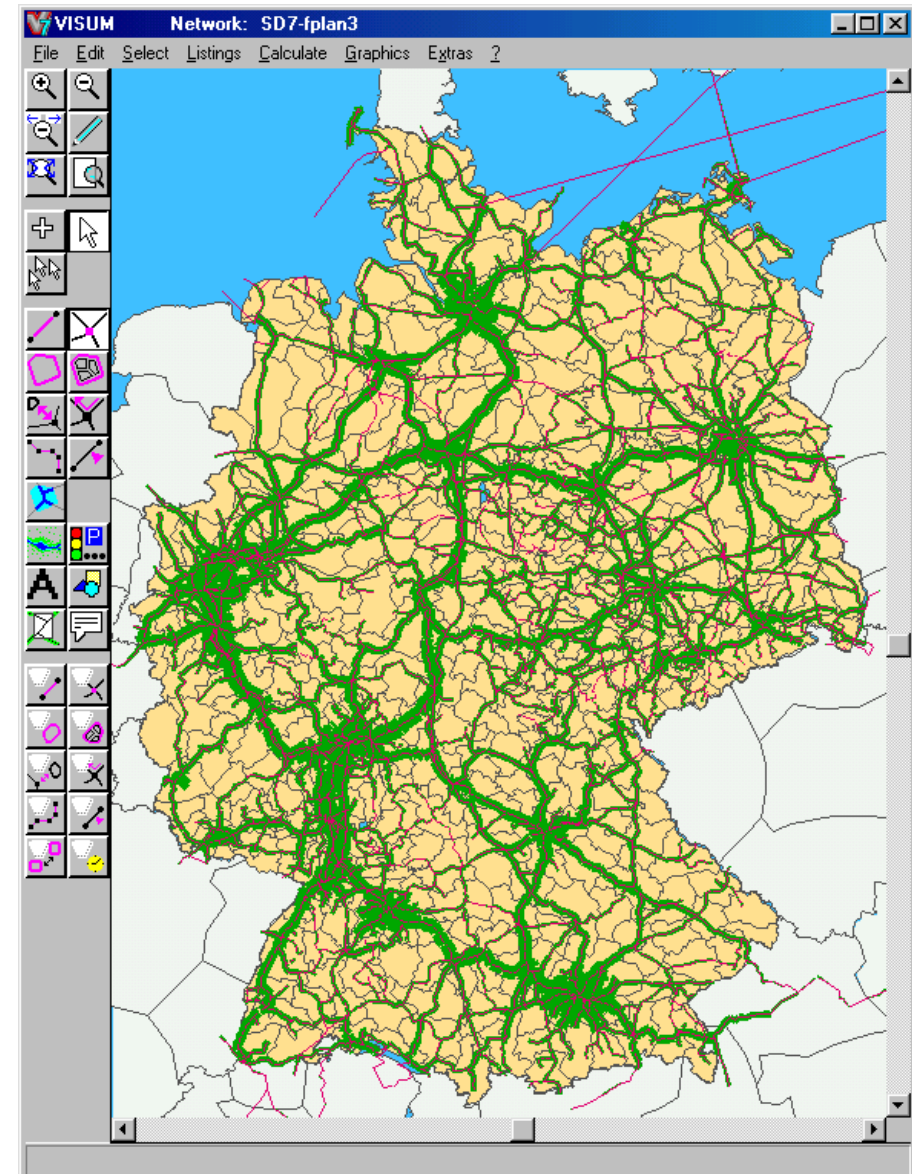 VISUM Network: SD7-fplan3
File Edit Select Listings Calculate Graphics Extras ?
P
A